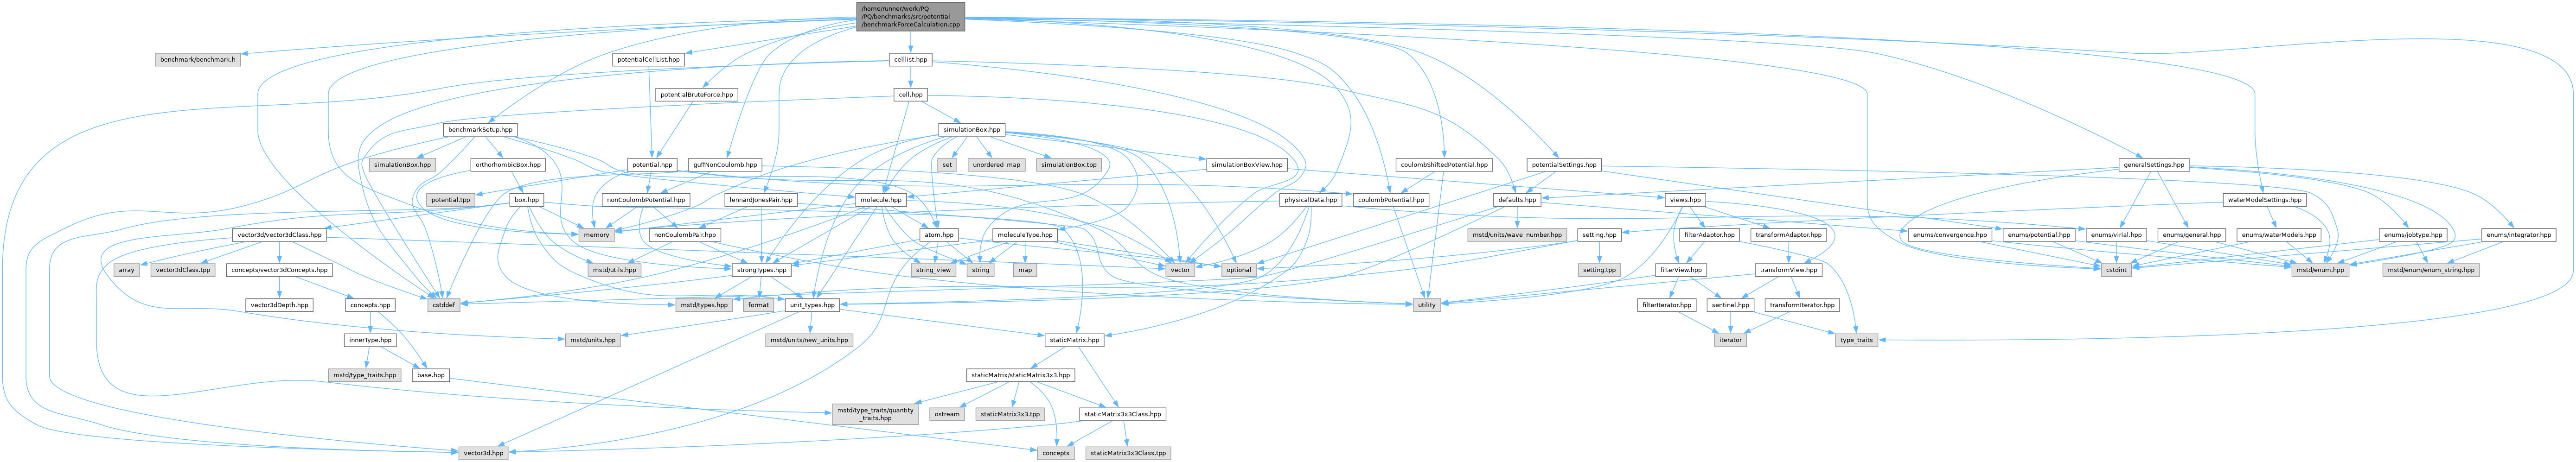 /home/runner/work/PQ
/PQ/benchmarks/src/potential
/benchmarkForceCalculation.cpp
benchmark/benchmark.h
potentialCellList.hpp
celllist.hpp
potentialBruteForce.hpp
cell.hpp
benchmarkSetup.hpp
simulationBox.hpp
simulationBox.hpp
orthorhombicBox.hpp
potential.hpp
guffNonCoulomb.hpp
set
unordered_map
simulationBox.tpp
simulationBoxView.hpp
coulombShiftedPotential.hpp
potentialSettings.hpp
generalSettings.hpp
potential.tpp
box.hpp
nonCoulombPotential.hpp
lennardJonesPair.hpp
molecule.hpp
physicalData.hpp
coulombPotential.hpp
defaults.hpp
views.hpp
waterModelSettings.hpp
vector3d/vector3dClass.hpp
memory
nonCoulombPair.hpp
atom.hpp
moleculeType.hpp
mstd/units/wave_number.hpp
setting.hpp
filterAdaptor.hpp
transformAdaptor.hpp
enums/convergence.hpp
enums/potential.hpp
enums/virial.hpp
enums/general.hpp
enums/waterModels.hpp
enums/jobtype.hpp
enums/integrator.hpp
array
vector3dClass.tpp
concepts/vector3dConcepts.hpp
mstd/utils.hpp
strongTypes.hpp
string_view
string
map
vector
optional
setting.tpp
filterView.hpp
transformView.hpp
cstdint
mstd/enum.hpp
mstd/enum/enum_string.hpp
vector3dDepth.hpp
concepts.hpp
cstddef
mstd/types.hpp
format
unit_types.hpp
utility
filterIterator.hpp
sentinel.hpp
transformIterator.hpp
innerType.hpp
mstd/units.hpp
mstd/units/new_units.hpp
staticMatrix.hpp
iterator
type_traits
mstd/type_traits.hpp
base.hpp
staticMatrix/staticMatrix3x3.hpp
mstd/type_traits/quantity
_traits.hpp
ostream
staticMatrix3x3.tpp
staticMatrix3x3Class.hpp
vector3d.hpp
concepts
staticMatrix3x3Class.tpp